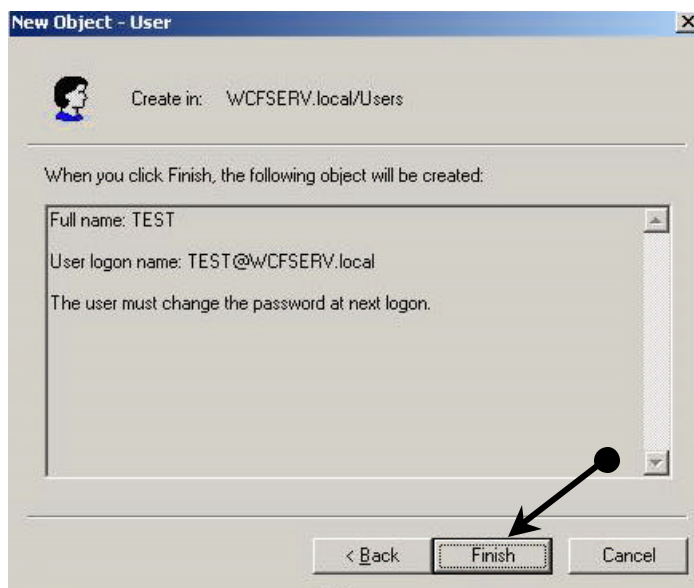 New Object - User
Create in: WCFSERV.local/Users
When you click Finish, the following object will be created:
Full name: TEST
User logon name: TEST@WCFSERV.local
The user must change the password at next logon.
< Back Finish Cancel